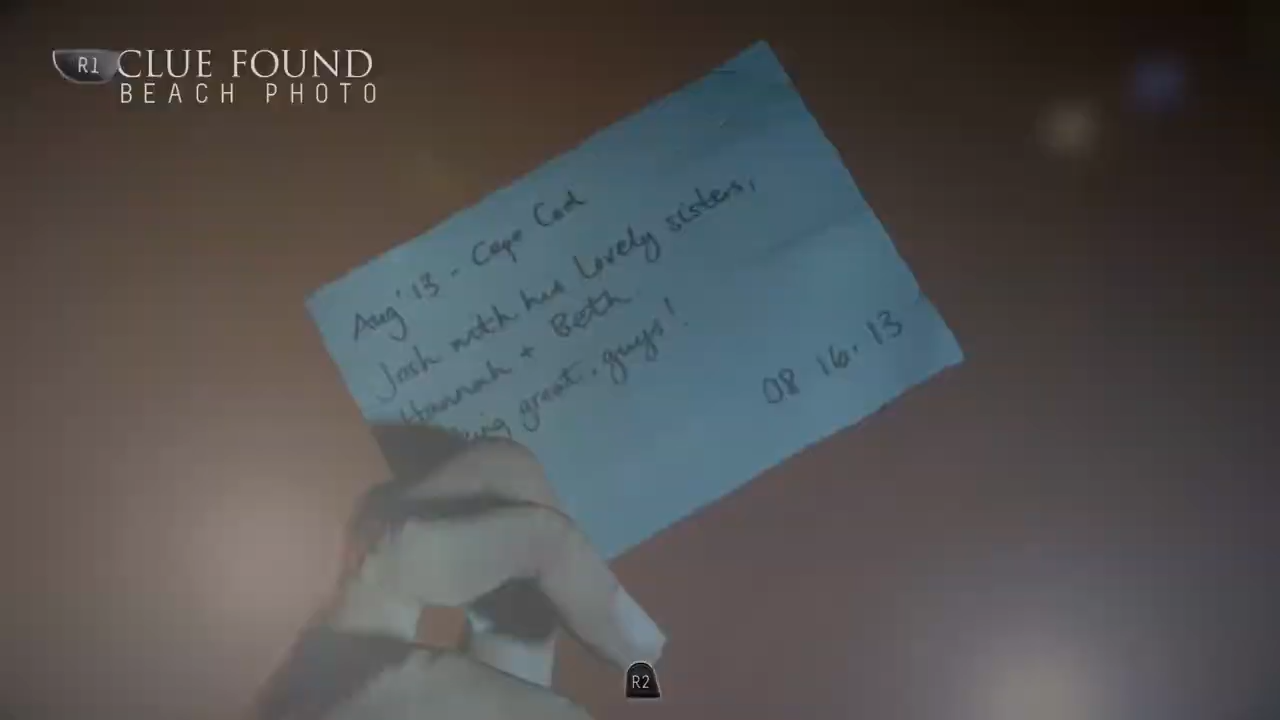 R1 CLUE FOUND
BEACH PHOTO
Aug '13 - Cape Cod
Josh with his lovely sisters,
Hannah + Beth
great, guys!
08 16. 13
R2